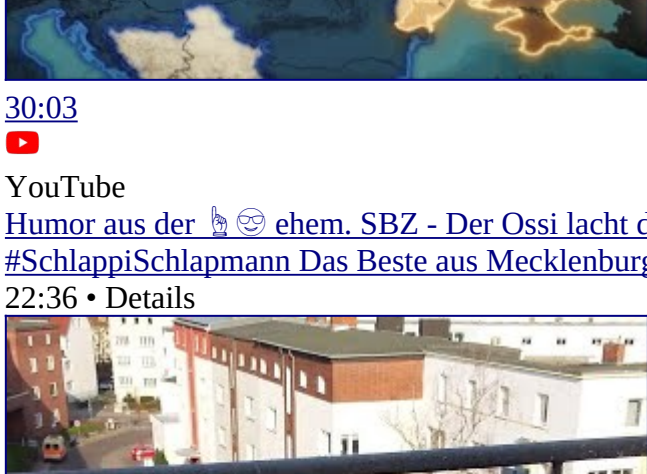 30:03
YouTube
Humor aus der ☝😎 ehem. SBZ - Der Ossi lacht
#SchlappiSchlapmann Das Beste aus Mecklenburg
22:36 • Details